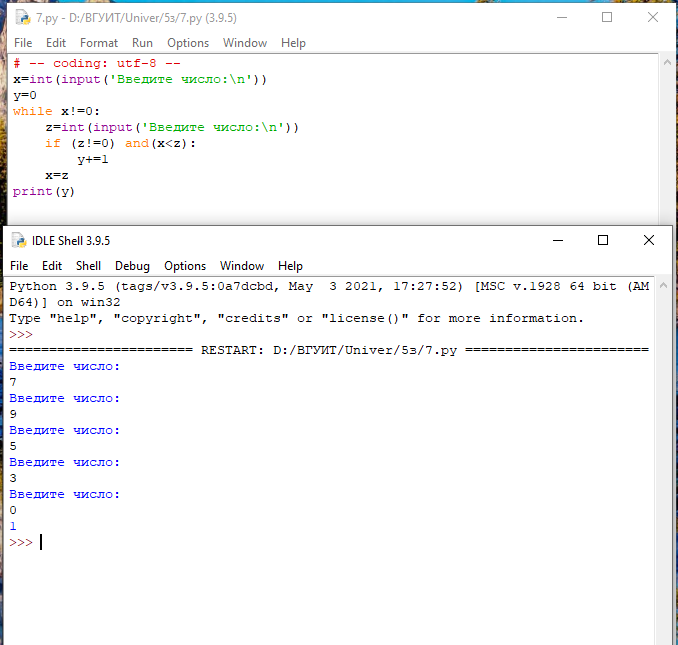 7.py - D:/ВГУИТ/Univer/5з/7.py (3.9.5)
File Edit Format Run Options Window Help
# -- coding: utf-8 --
x=int(input('Введите число:\n'))
y=0
while x!=0:
    z=int(input('Введите число:\n'))
    if (z!=0) and(x<z):
        y+=1
    x=z
print(y)
IDLE Shell 3.9.5
File Edit Shell Debug Options Window Help
Python 3.9.5 (tags/v3.9.5:0a7dcbd, May  3 2021, 17:27:52) [MSC v.1928 64 bit (AM
D64)] on win32
Type "help", "copyright", "credits" or "license()" for more information.
>>>
======================= RESTART: D:/ВГУИТ/Univer/5з/7.py =======================
Введите число:
7
Введите число:
9
Введите число:
5
Введите число:
3
Введите число:
0
1
>>>